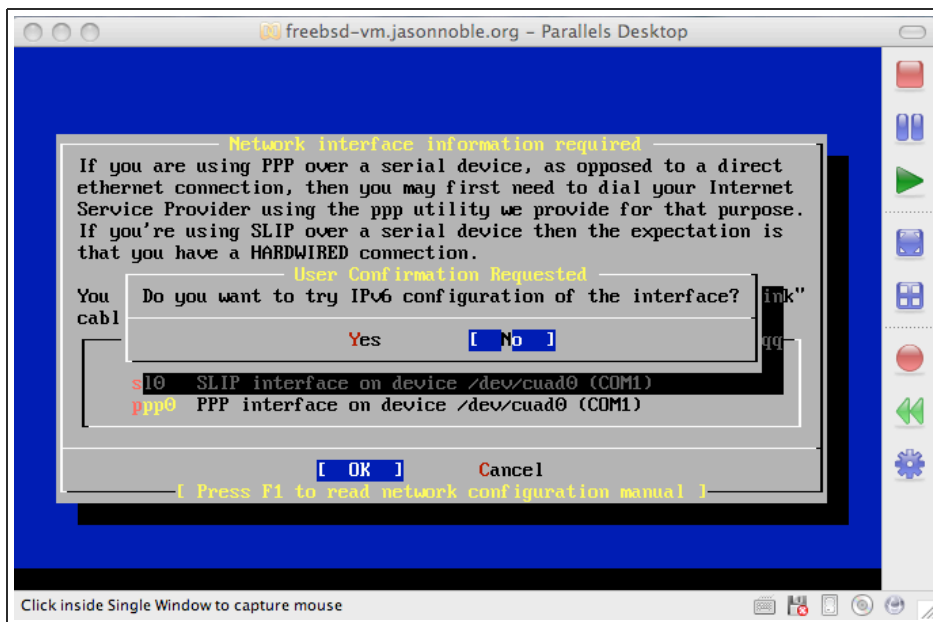 freebsd-vm.jasonnoble.org – Parallels Desktop
Network interface information required
If you are using PPP over a serial device, as opposed to a direct
ethernet connection, then you may first need to dial your Internet
Service Provider using the ppp utility we provide for that purpose.
If you're using SLIP over a serial device then the expectation is
that you have a HARDWIRED connection.
User Confirmation Requested
You Do you want to try IPv6 configuration of the interface? ink"
cabl
Yes [ No ] qq
sl0 SLIP interface on device /dev/cuad0 (COM1)
ppp0 PPP interface on device /dev/cuad0 (COM1)
[ OK ] Cancel
[ Press F1 to read network configuration manual ]
Click inside Single Window to capture mouse